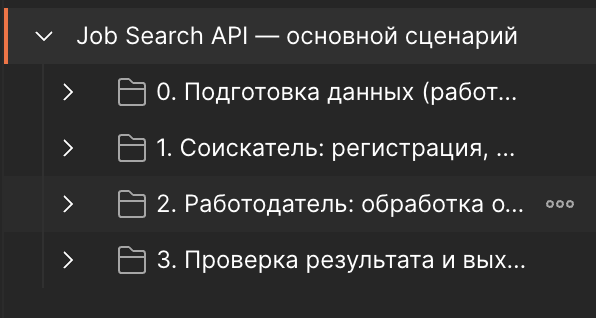 Job Search API — основной сценарий
0. Подготовка данных (работ...
1. Соискатель: регистрация, ...
2. Работодатель: обработка о...
3. Проверка результата и вых...